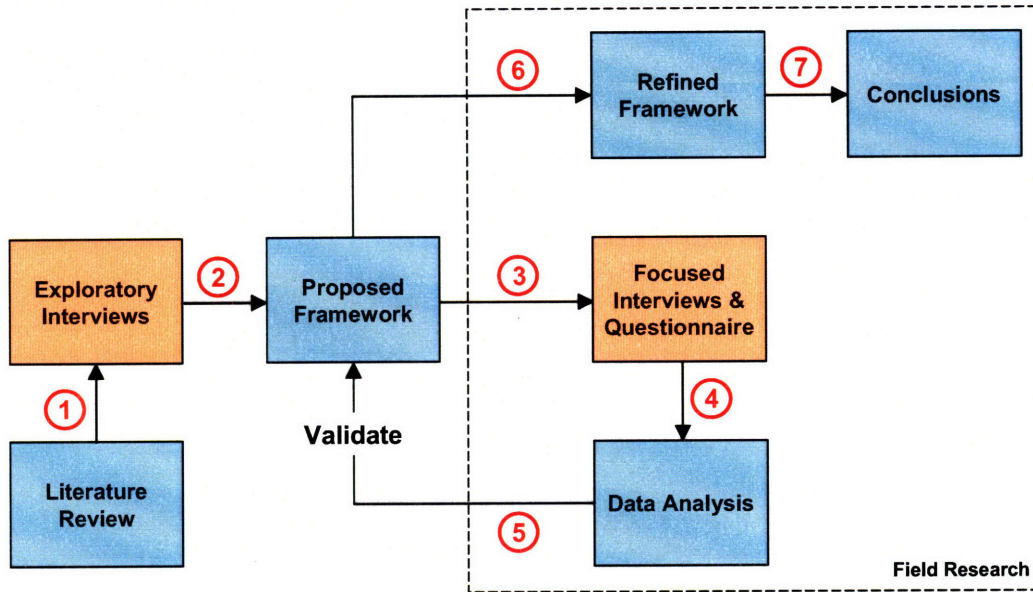 6
7
Refined
Framework
Conclusions
Exploratory
Interviews
2
Proposed
Framework
3
Focused
Interviews &
Questionnaire
1
4
Validate
Literature
Review
Data Analysis
5
Field Research